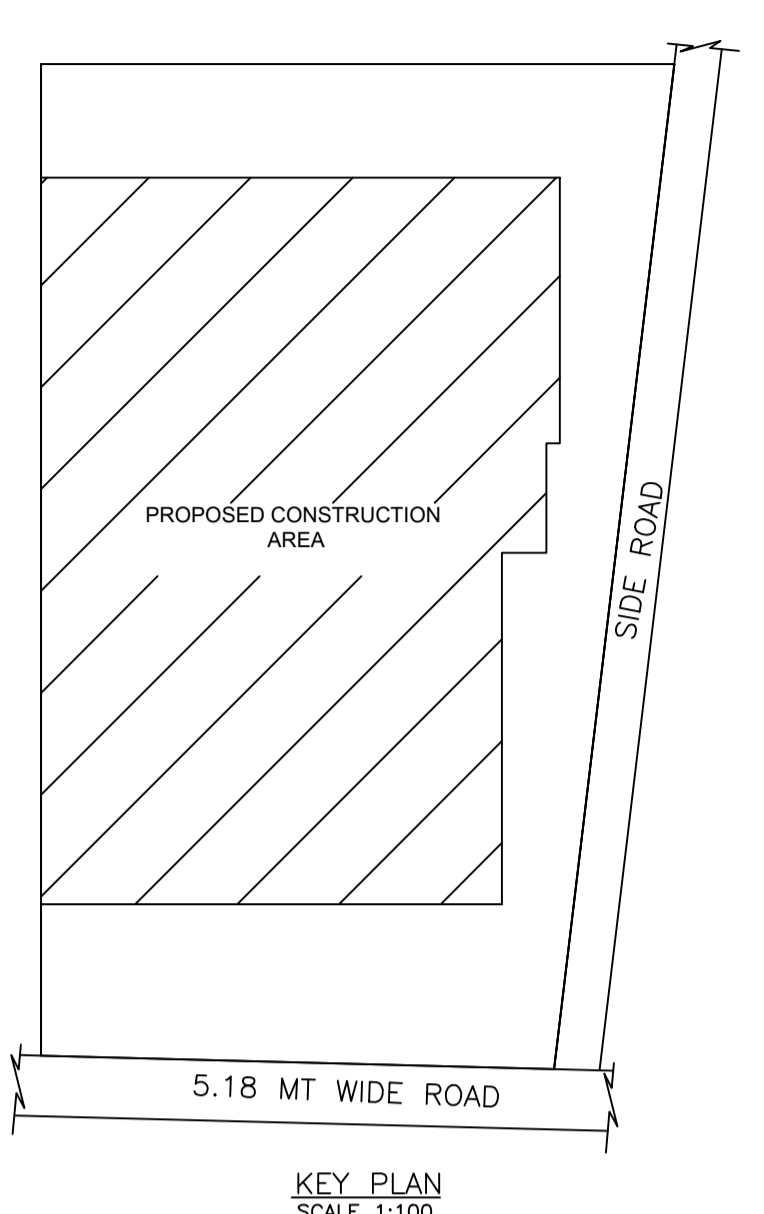 PROPOSED CONSTRUCTION
AREA
SIDE ROAD
5.18 MT WIDE ROAD
KEY PLAN
SCALE 1:100